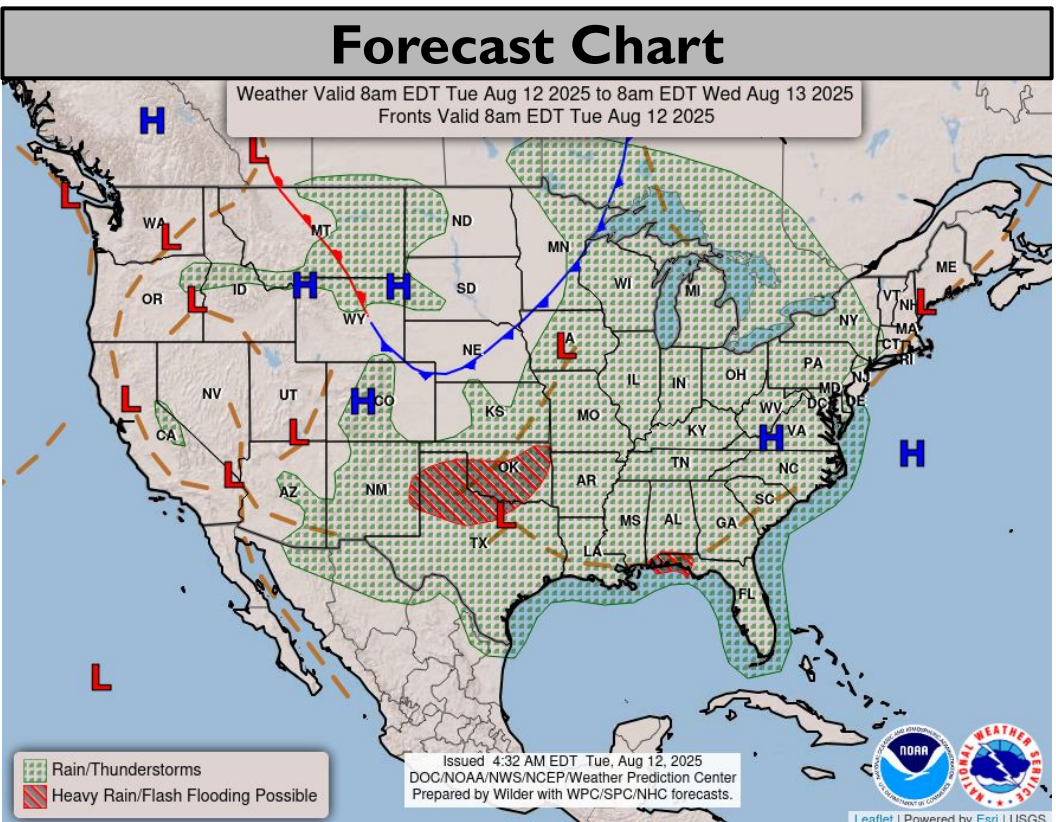 Forecast Chart
Weather Valid 8am EDT Tue Aug 12 2025 to 8am EDT Wed Aug 13 2025
Fronts Valid 8am EDT Tue Aug 12 2025
H
L
L
WA
L
MT
ND
MN
ME
OR
L
ID
H
H
SD
WI
MI
VT
NH
L
WY
NY
MA
CT
RI
NE
L
A
PA
NJ
NV
UT
H
CO
IL
IN
OH
MD
DE
DC
L
CA
L
KS
MO
WV
KY
H
VA
H
L
AZ
NM
OK
AR
TN
NC
SC
L
TX
MS
AL
GA
LA
FL
L
Rain/Thunderstorms
Heavy Rain/Flash Flooding Possible
Issued 4:32 AM EDT Tue, Aug 12, 2025
DOC/NOAA/NWS/NCEP/Weather Prediction Center
Prepared by Wilder with WPC/SPC/NHC forecasts.
NOAA
NATIONAL WEATHER SERVICE
Leaflet | Powered by Esri | USGS